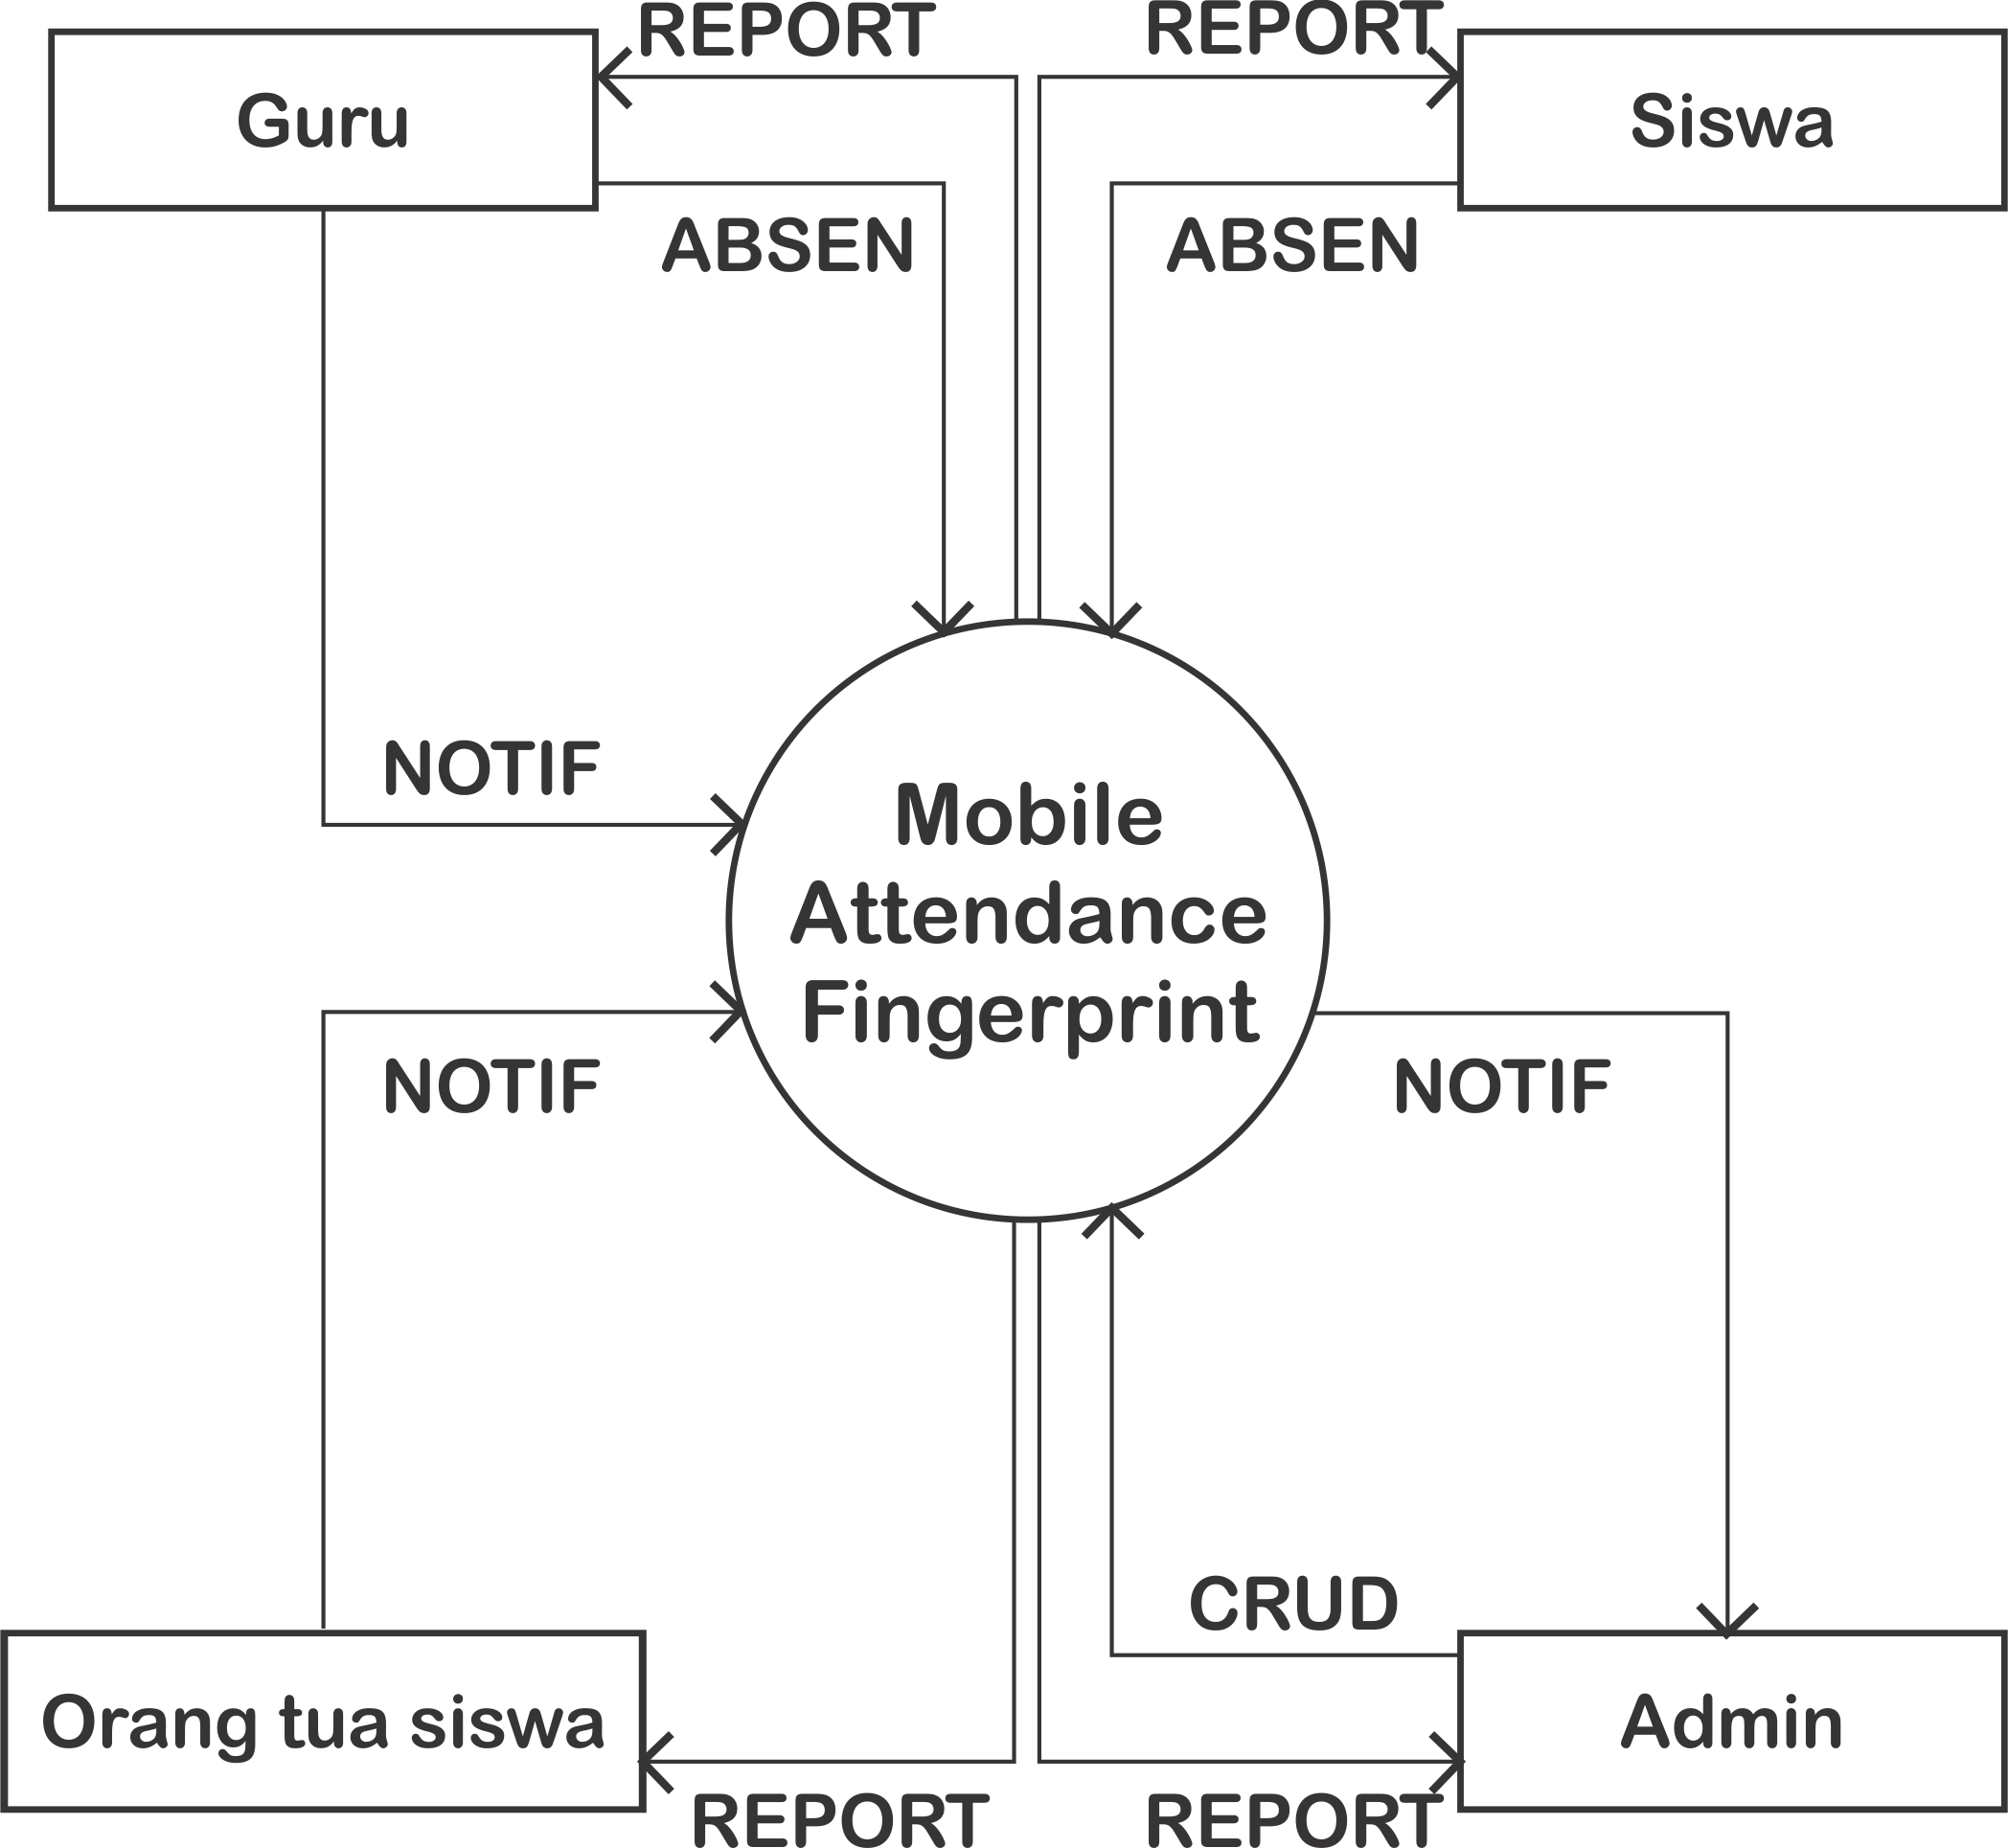 REPORT
REPORT
Guru
Siswa
ABSEN
ABSEN
NOTIF
Mobile
Attendance
Fingerprint
NOTIF
NOTIF
CRUD
Orang tua siswa
Admin
REPORT
REPORT